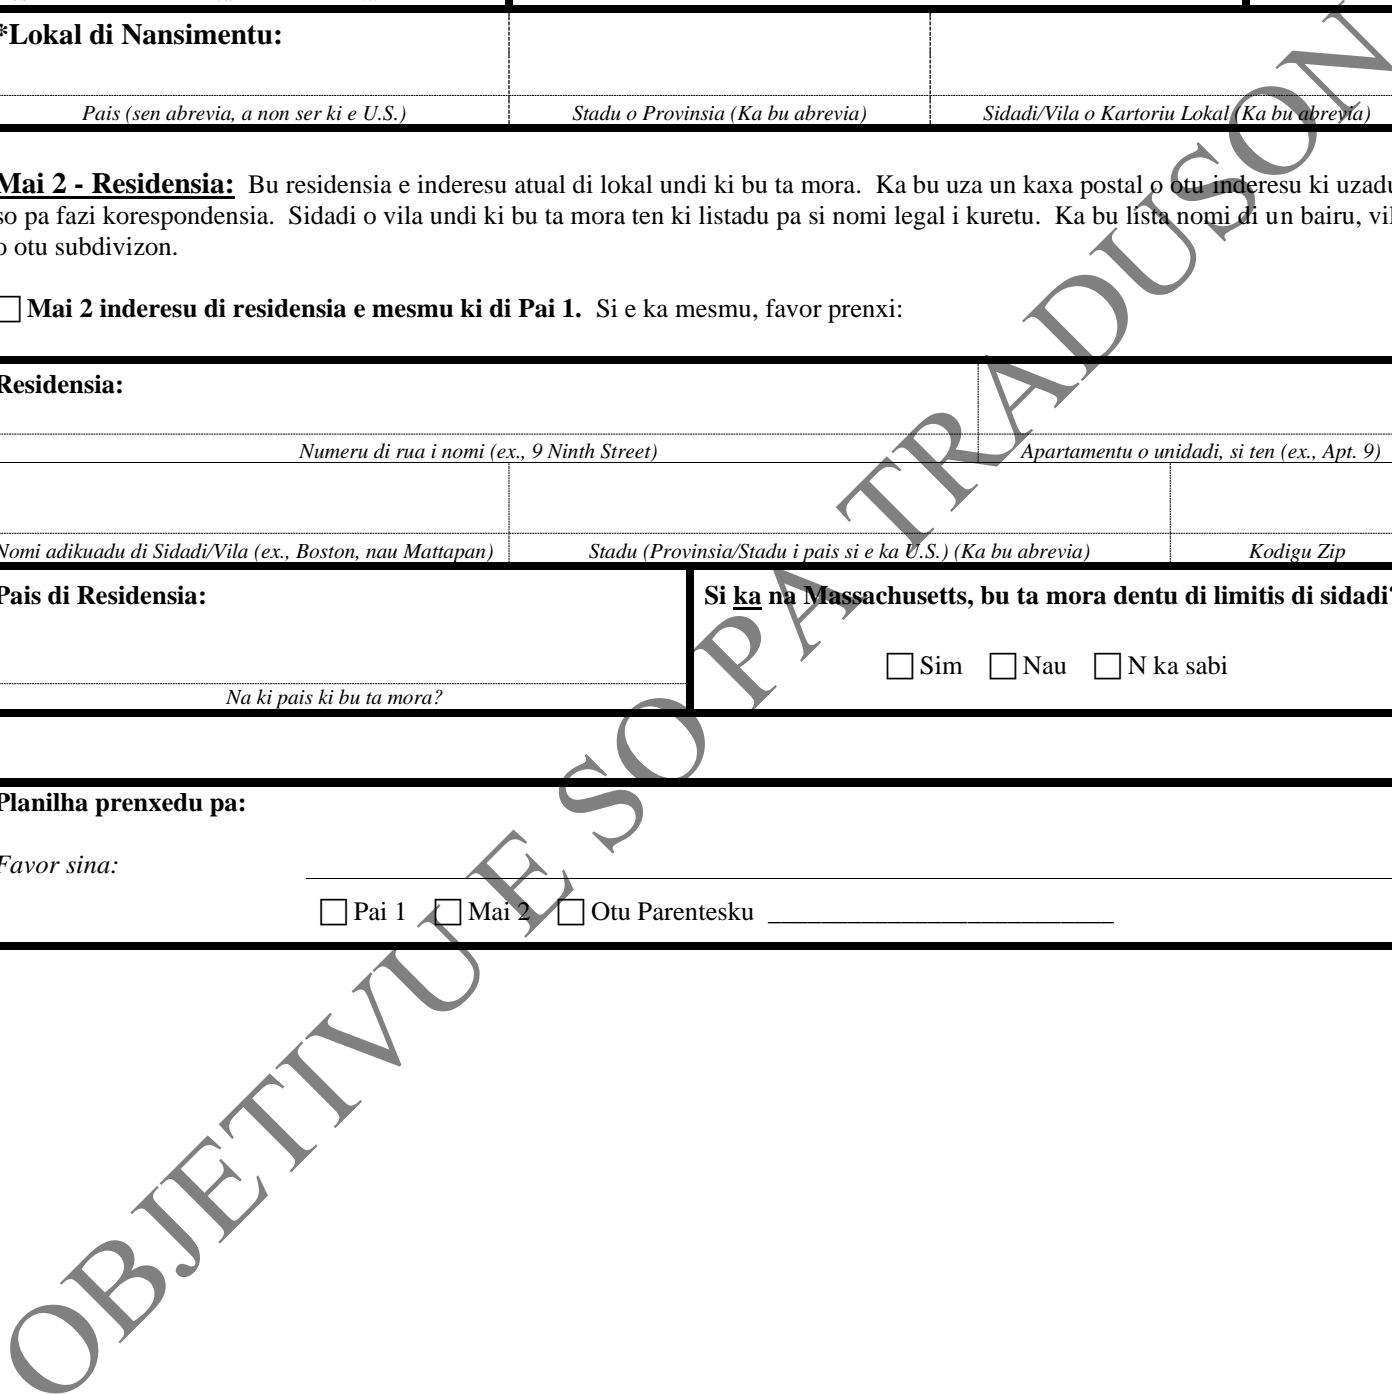 *Lokal di Nansimentu:
Pais (sen abrevia, a non ser ki e U.S.) Stadu o Provinsia (Ka bu abrevia) Sidadi/Vila o Kartoriu Lokal (Ka bu abrevia)
Mai 2 - Residensia: Bu residensia e inderesu atual di lokal undi ki bu ta mora. Ka bu uza un kaxa postal o otu inderesu ki uzadu
so pa fazi korespondensia. Sidadi o vila undi ki bu ta mora ten ki listadu pa si nomi legal i kuretu. Ka bu lista nomi di un bairu, vil
o otu subdivizon.
Mai 2 inderesu di residensia e mesmu ki di Pai 1. Si e ka mesmu, favor prenxi:
Residensia:
Numeru di rua i nomi (ex., 9 Ninth Street) Apartamentu o unidadi, si ten (ex., Apt. 9)
Nomi adikuadu di Sidadi/Vila (ex., Boston, nau Mattapan) Stadu (Provinsia/Stadu i pais si e ka U.S.) (Ka bu abrevia) Kodigu Zip
Pais di Residensia: Si ka na Massachusetts, bu ta mora dentu di limitis di sidadi?
Sim Nau N ka sabi
Na ki pais ki bu ta mora?
Planilha prenxedu pa:
Favor sina:
Pai 1 Mai 2 Otu Parentesku
OBJETIVU E SO PA TRADUSON